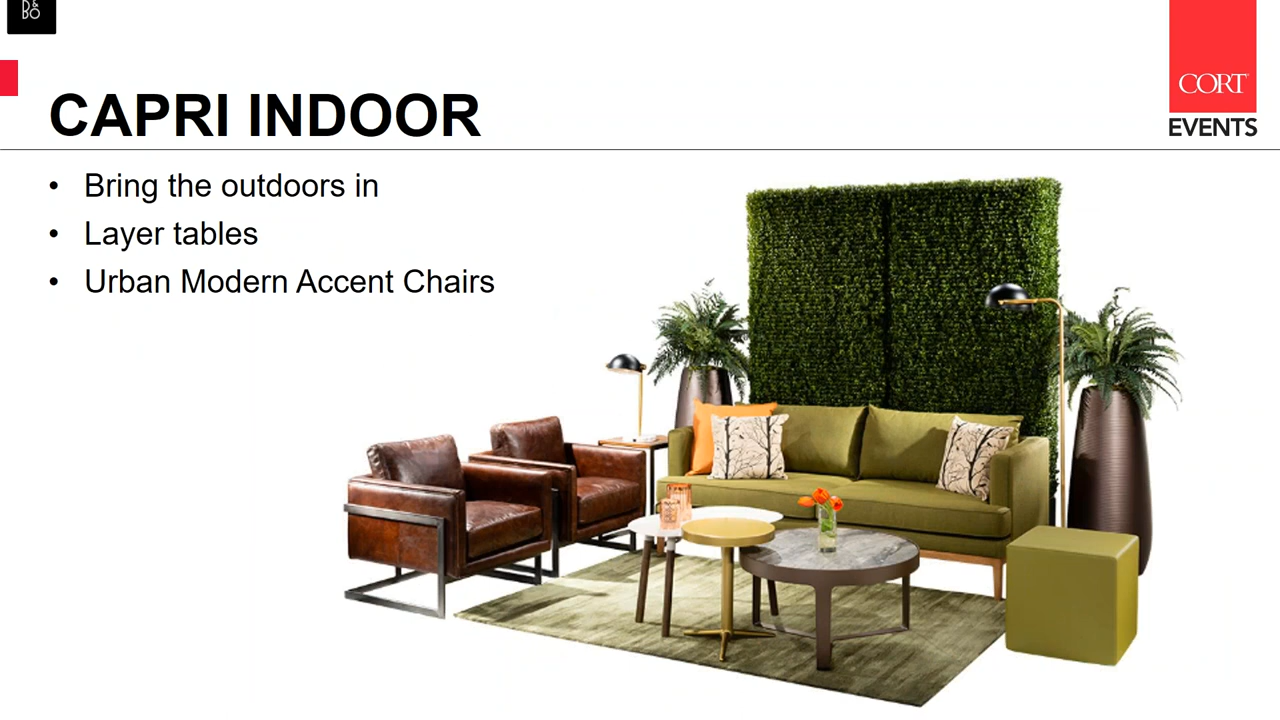 CORT
EVENTS
CAPRI INDOOR
• Bring the outdoors in
• Layer tables
• Urban Modern Accent Chairs